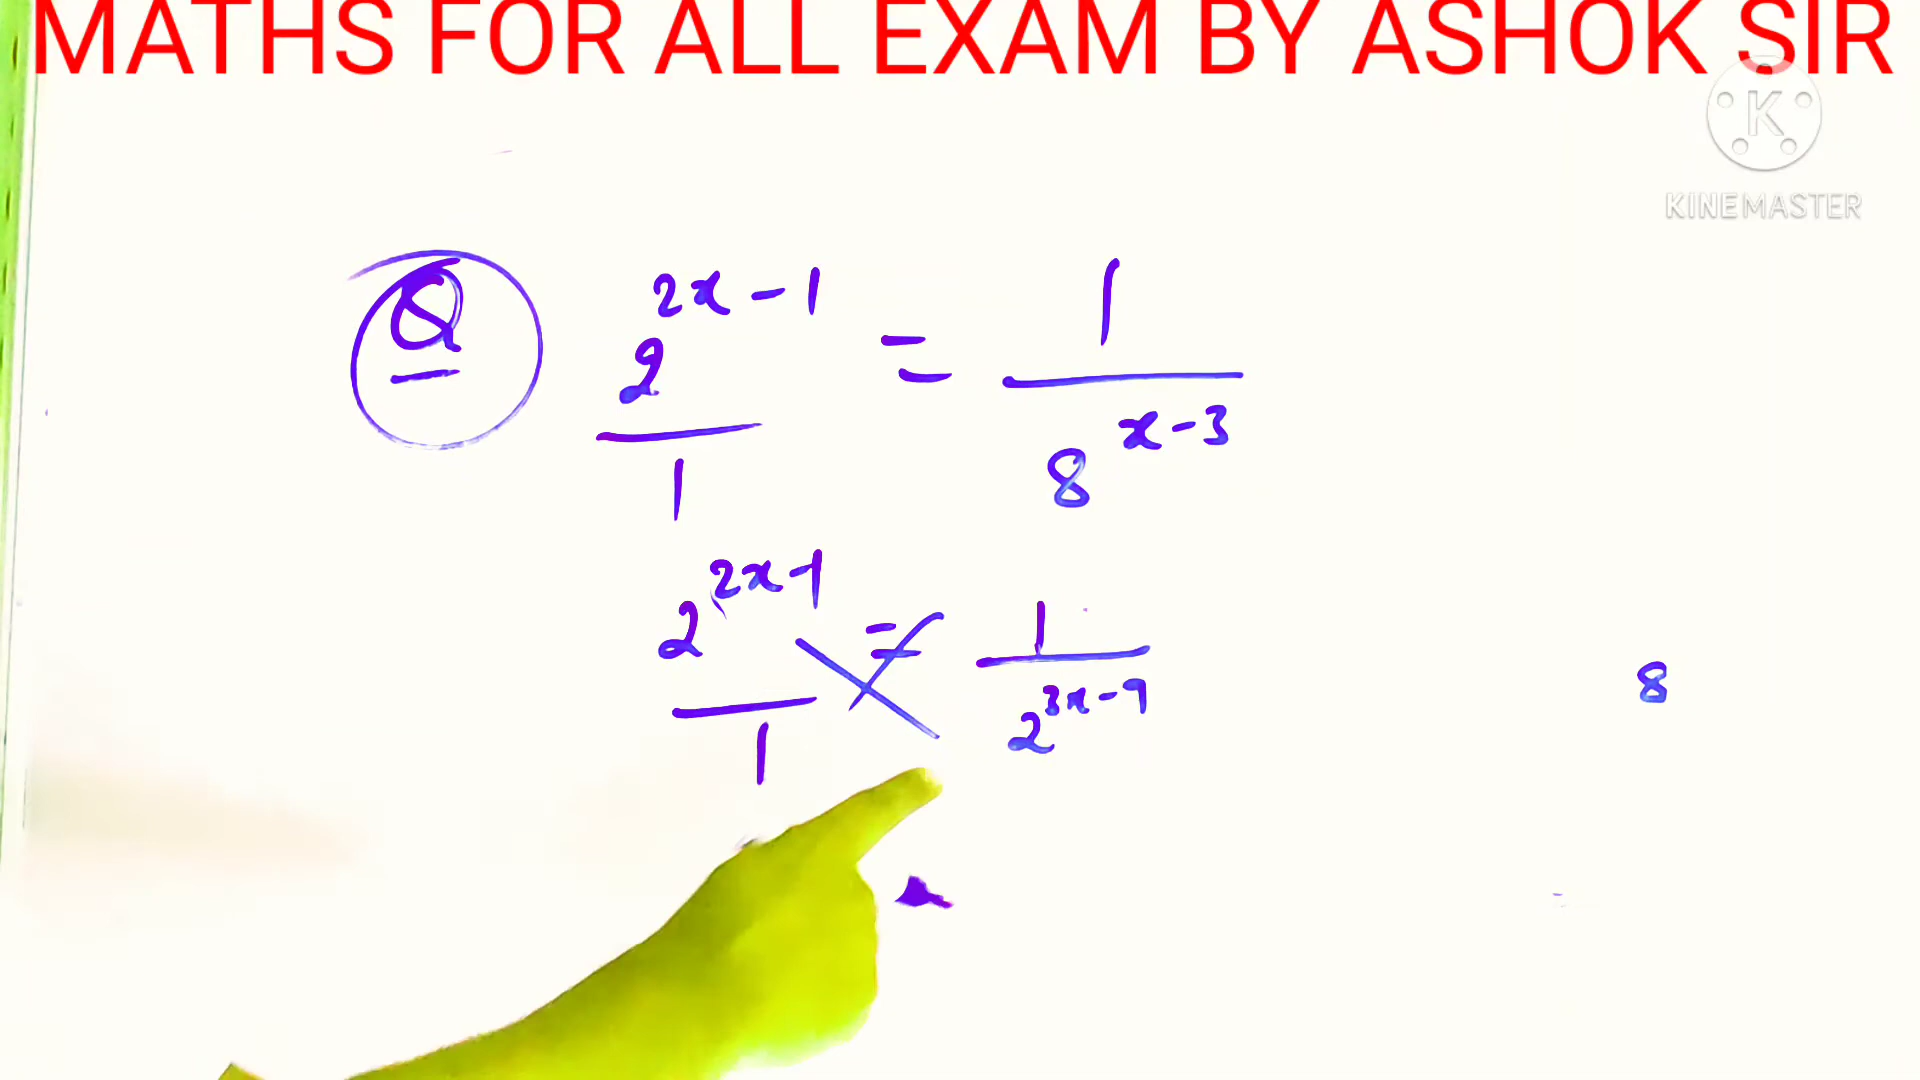 MATHS FOR ALL EXAM BY ASHOK SIR
K
KINEMASTER
Q 2^{2x-1}/1 = 1/8^{x-3}
2^{2x-1}/1 = 1/2^{3x-9}
8